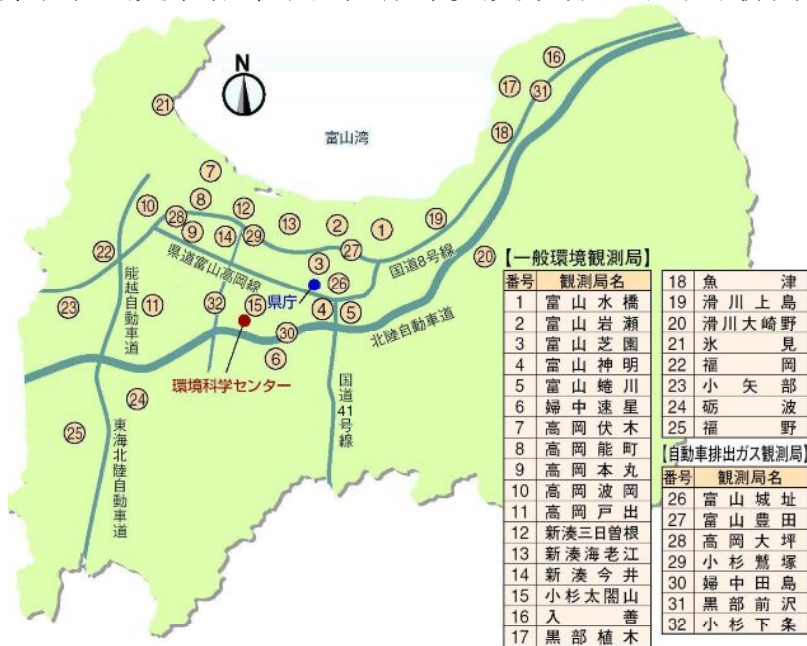 N
富山湾
㉑
⑯
⑰
㉛
⑱
⑦
⑩
⑧
㉘
⑨
⑫
⑭
㉙
⑬
②
①
㉗
③
⑲
⑳
㉒
㉓
⑪
㉜
⑮
㉖
④
⑤
㉚
⑥
㉔
㉕
県道富山高岡線
国道8号線
県庁
能越自動車道
北陸自動車道
環境科学センター
国道41号線
東海北陸自動車道
【一般環境観測局】
番号 観測局名
1 富山水橋
2 富山岩瀬
3 富山芝園
4 富山神明
5 富山蜷川
6 婦中速星
7 高岡伏木
8 高岡能町
9 高岡本丸
10 高岡波岡
11 高岡戸出
12 新湊三日曽根
13 新湊海老江
14 新湊今井
15 小杉太閤山
16 入善
17 黒部植木
18 魚津
19 滑川上島
20 滑川大崎野
21 氷見
22 福岡
23 小矢部
24 砺波
25 福野
【自動車排出ガス観測局】
番号 観測局名
26 富山城址
27 富山豊田
28 高岡大坪
29 小杉鷲塚
30 婦中田島
31 黒部前沢
32 小杉下条